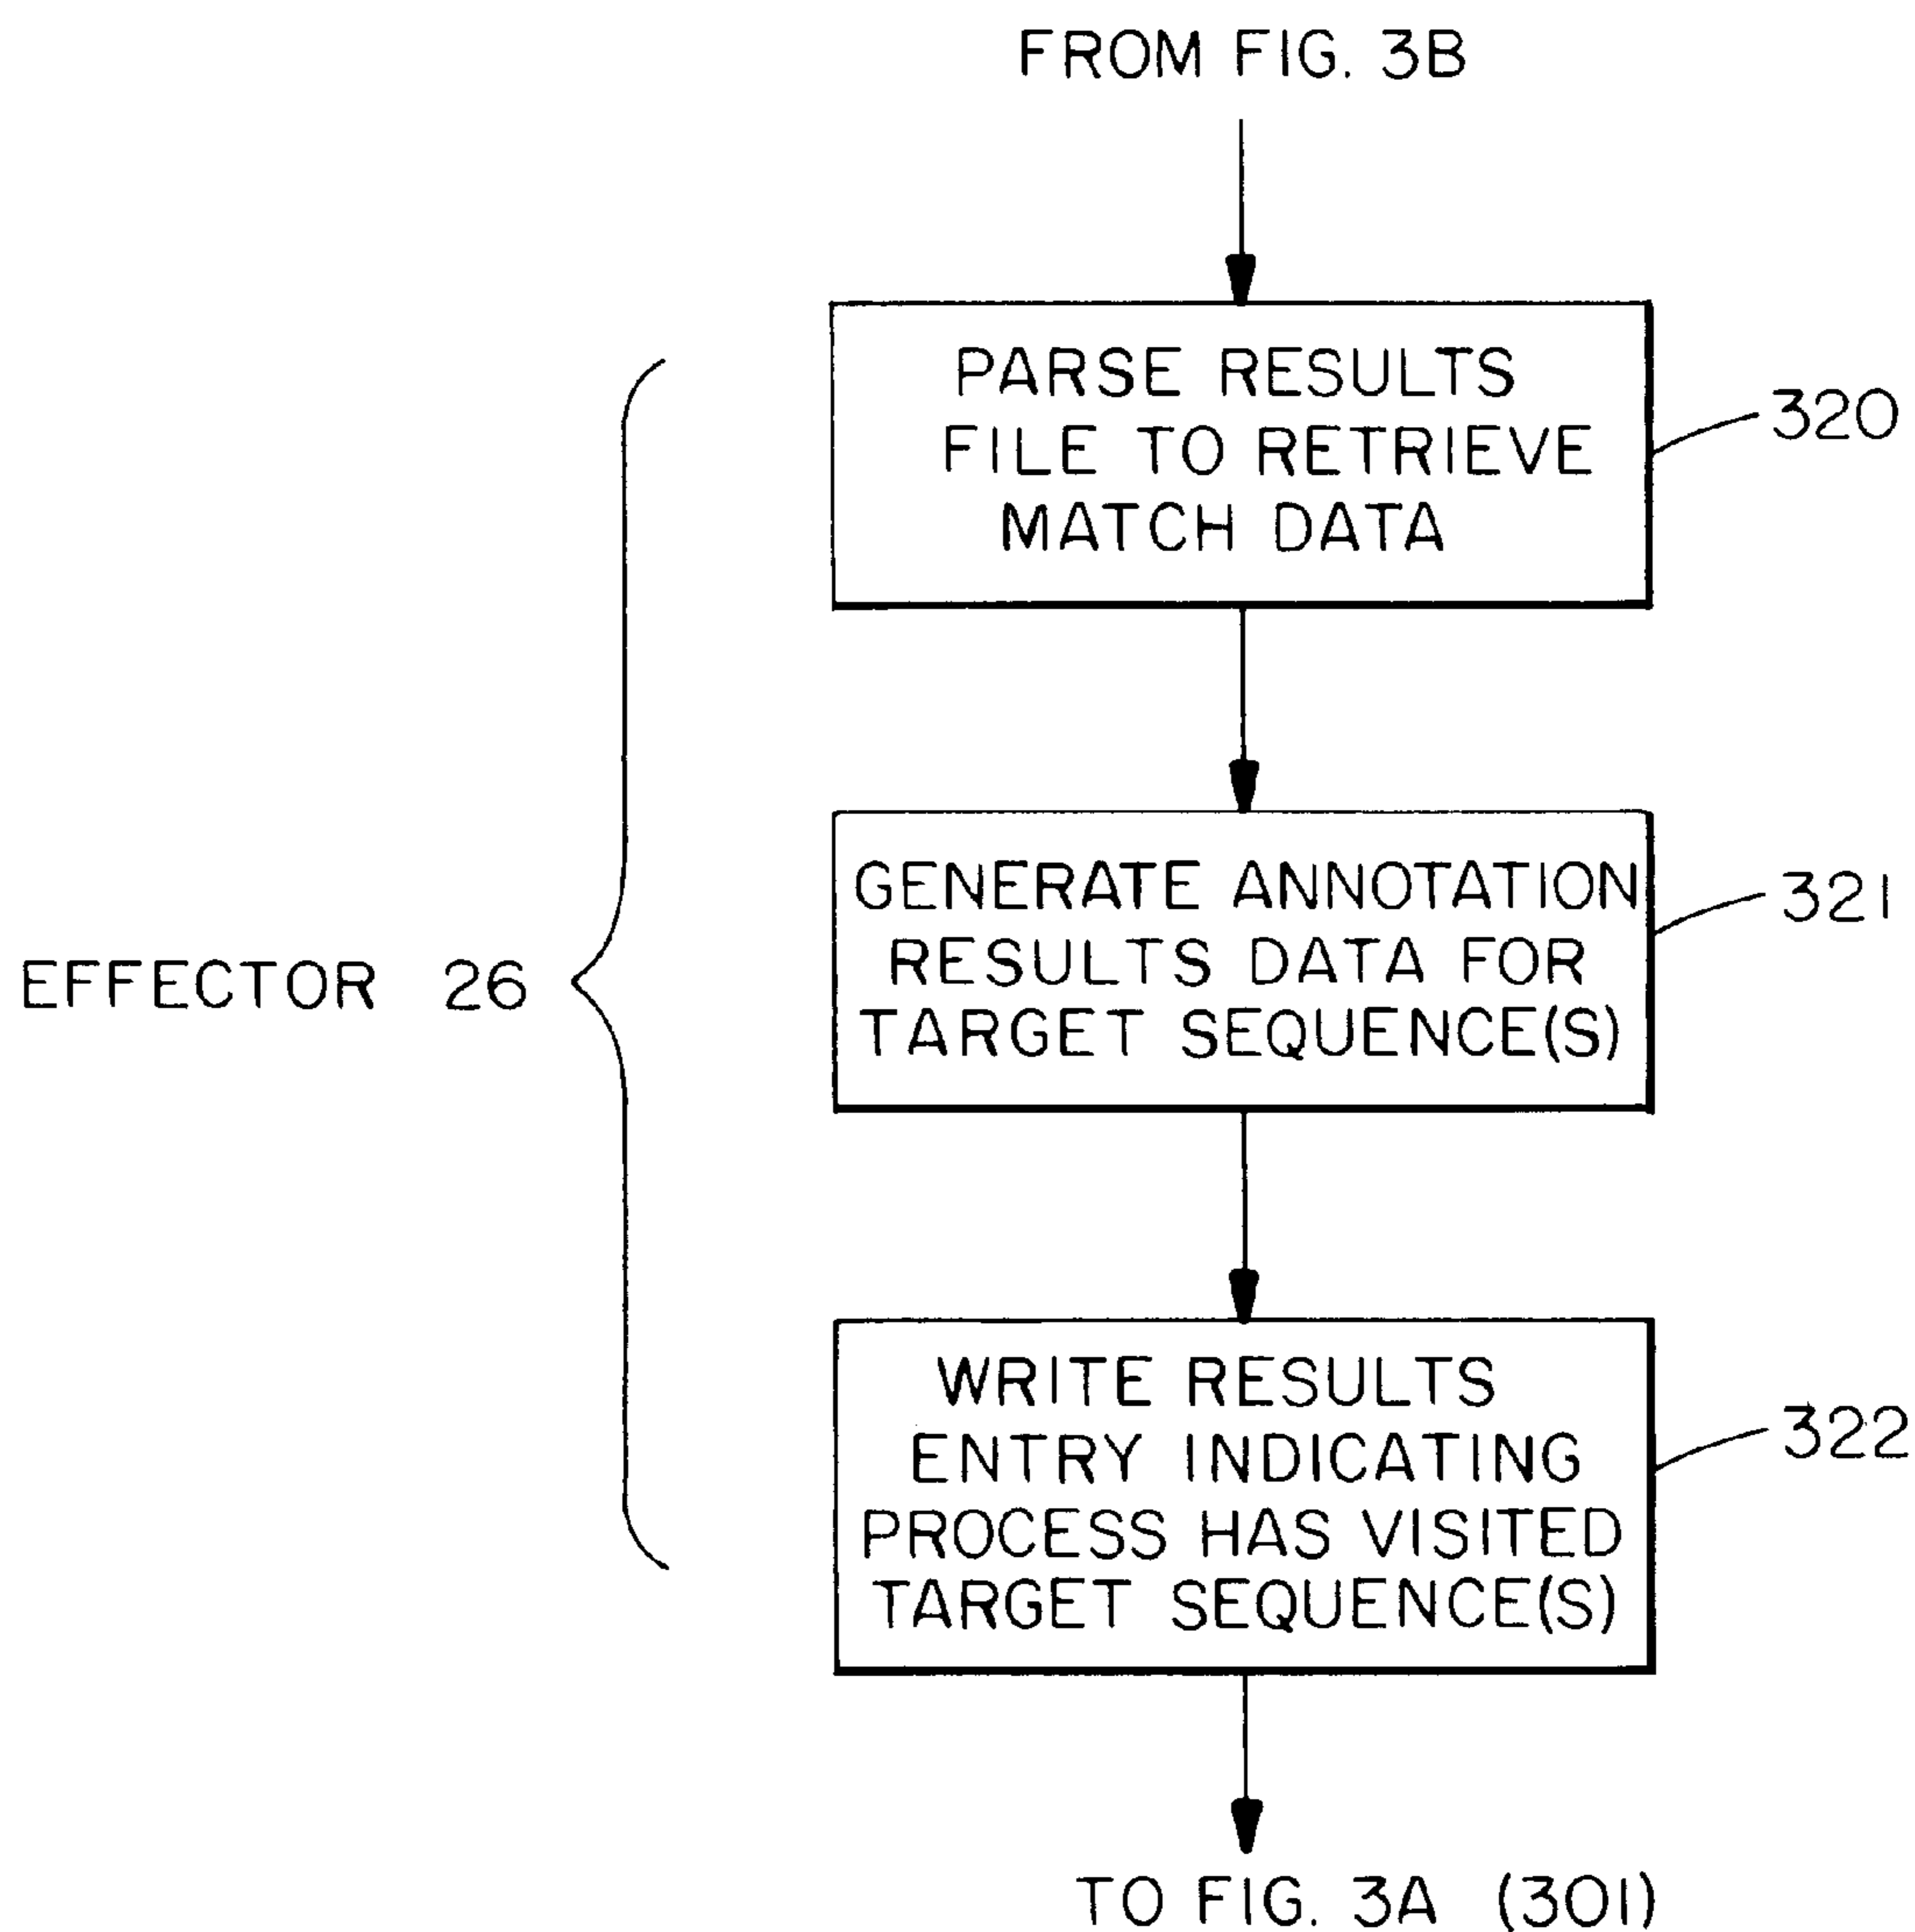 FROM FIG. 3B
PARSE RESULTS
FILE TO RETRIEVE
MATCH DATA
320
GENERATE ANNOTATION
RESULTS DATA FOR
TARGET SEQUENCE(S)
321
EFFECTOR 26
WRITE RESULTS
ENTRY INDICATING
PROCESS HAS VISITED
TARGET SEQUENCE(S)
322
TO FIG. 3A (301)